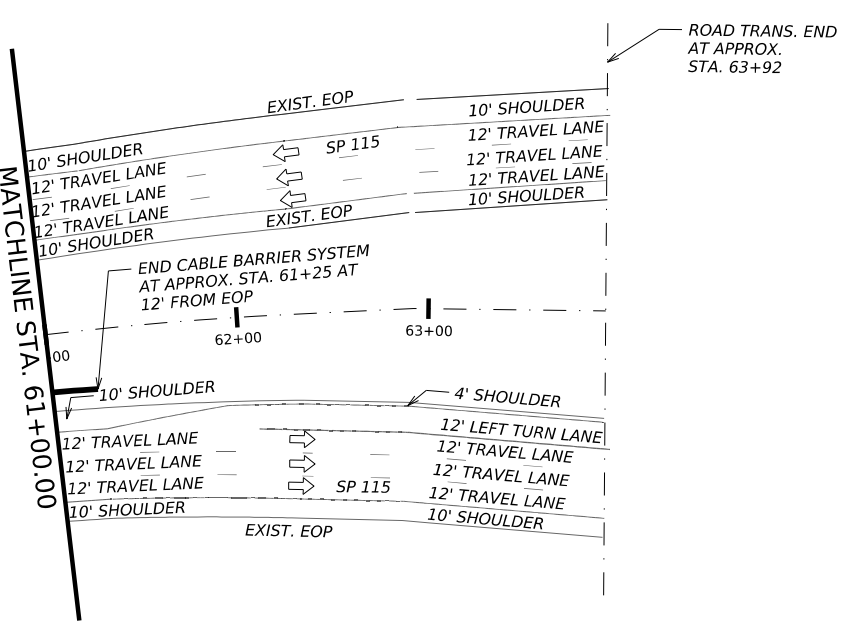 ROAD TRANS. END
AT APPROX.
STA. 63+92
EXIST. EOP
10' SHOULDER
12' TRAVEL LANE
12' TRAVEL LANE
12' TRAVEL LANE
10' SHOULDER
SP 115
10' SHOULDER
12' TRAVEL LANE
12' TRAVEL LANE
12' TRAVEL LANE
10' SHOULDER
EXIST. EOP
MATCHLINE STA. 61+00.00
END CABLE BARRIER SYSTEM
AT APPROX. STA. 61+25 AT
12' FROM EOP
00
62+00
63+00
10' SHOULDER
4' SHOULDER
12' LEFT TURN LANE
12' TRAVEL LANE
12' TRAVEL LANE
12' TRAVEL LANE
10' SHOULDER
12' TRAVEL LANE
12' TRAVEL LANE
12' TRAVEL LANE
10' SHOULDER
SP 115
EXIST. EOP